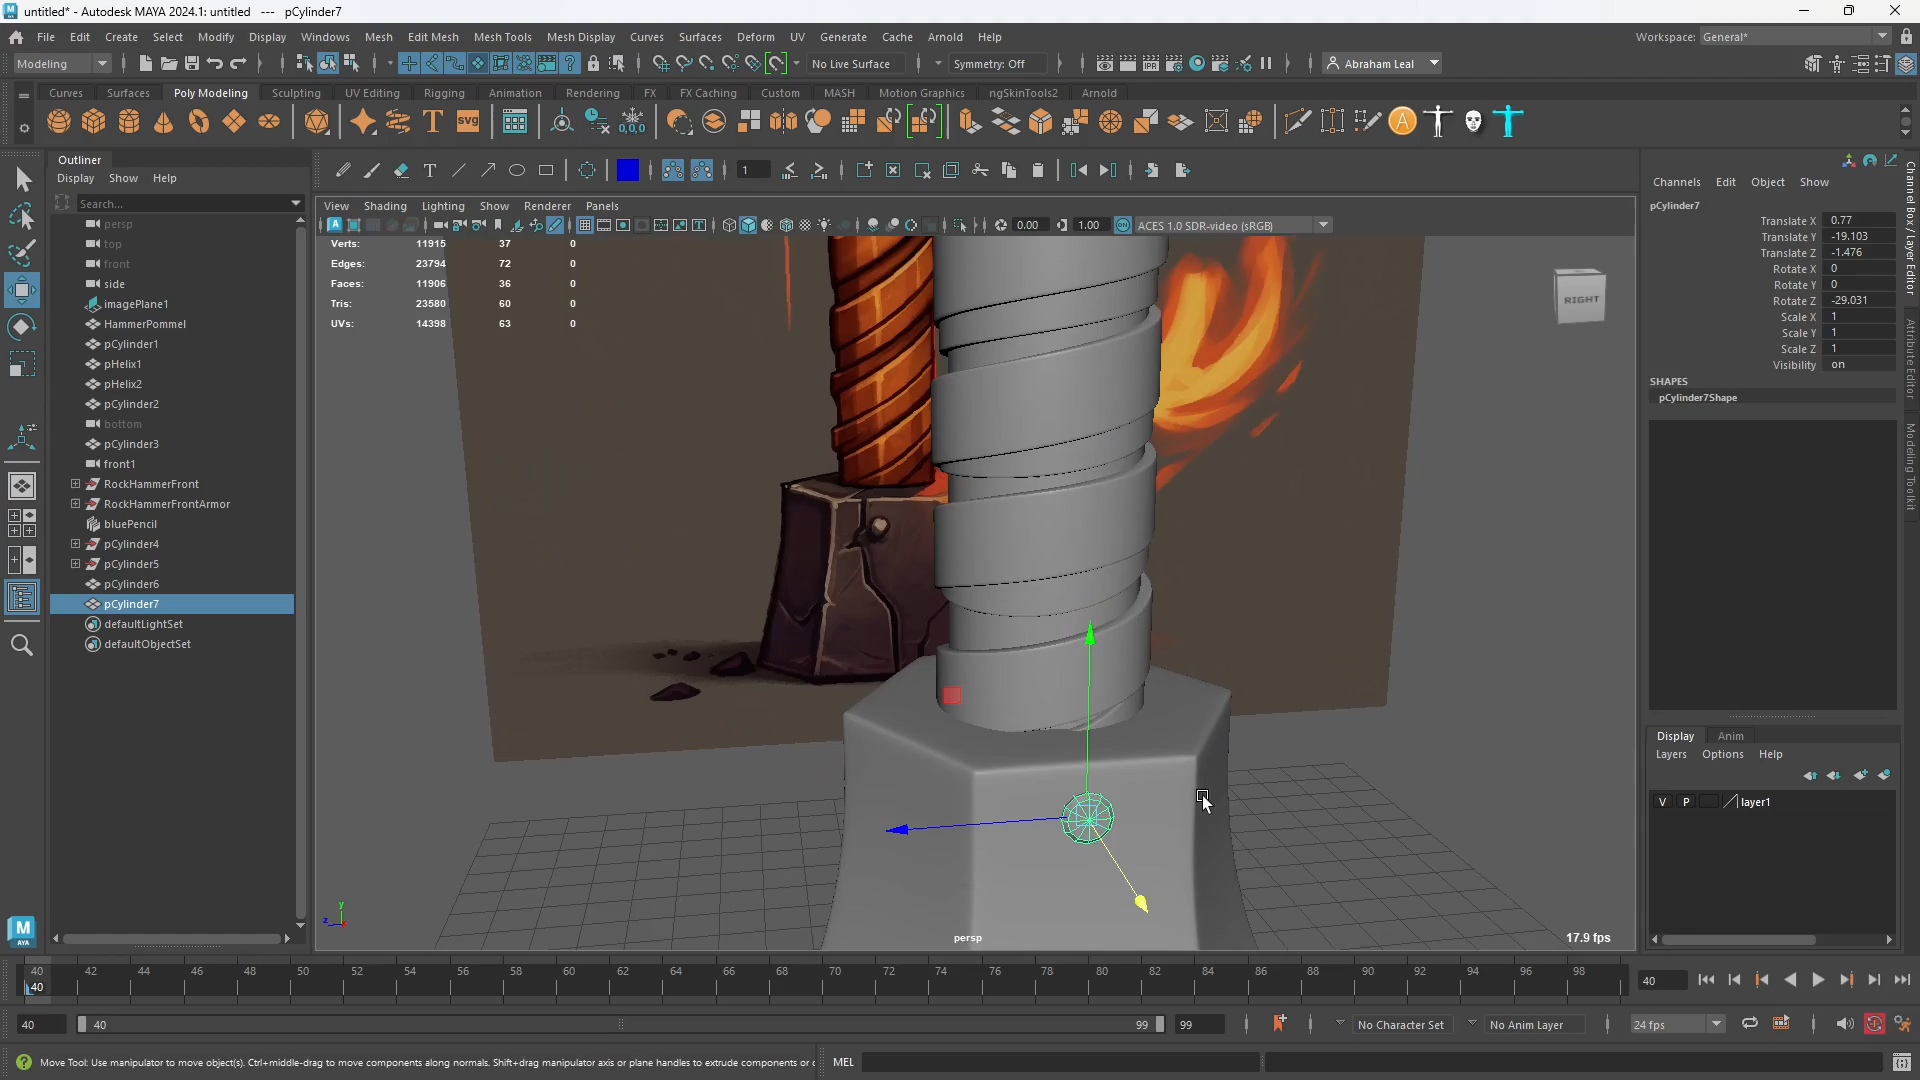 untitled* - Autodesk MAYA 2024.1: untitled --- pCylinder7
File Edit Create Select Modify Display Windows Mesh Edit Mesh Mesh Tools Mesh Display Curves Surfaces Deform UV Generate Cache Arnold Help
Workspace: General*
Modeling
No Live Surface
Symmetry: Off
Abraham Leal
Curves Surfaces Poly Modeling Sculpting UV Editing Rigging Animation Rendering FX FX Caching Custom MASH Motion Graphics ngSkinTools2 Arnold
Outliner
Display Show Help
Search...
persp
top
front
side
imagePlane1
HammerPommel
pCylinder1
pHelix1
pHelix2
pCylinder2
bottom
pCylinder3
front1
RockHammerFront
RockHammerFrontArmor
bluePencil
pCylinder4
pCylinder5
pCylinder6
pCylinder7
defaultLightSet
defaultObjectSet
1
View Shading Lighting Show Renderer Panels
0.00 1.00 ACES 1.0 SDR-video (sRGB)
Verts: 11915 37 0
Edges: 23794 72 0
Faces: 11906 36 0
Tris: 23580 60 0
UVs: 14398 63 0
RIGHT
persp
17.9 fps
Channels Edit Object Show
pCylinder7
Translate X 0.77
Translate Y -19.103
Translate Z -1.476
Rotate X 0
Rotate Y 0
Rotate Z -29.031
Scale X 1
Scale Y 1
Scale Z 1
Visibility on
SHAPES
pCylinder7Shape
Channel Box / Layer Editor
Attribute Editor
Modeling Toolkit
Display Anim
Layers Options Help
V P layer1
40 42 44 46 48 50 52 54 56 58 60 62 64 66 68 70 72 74 76 78 80 82 84 86 88 90 92 94 96 98
40
40
40 40 99 99
No Character Set
No Anim Layer
24 fps
Move Tool: Use manipulator to move object(s). Ctrl+middle-drag to move components along normals. Shift+drag manipulator axis or plane handles to extrude components or
MEL